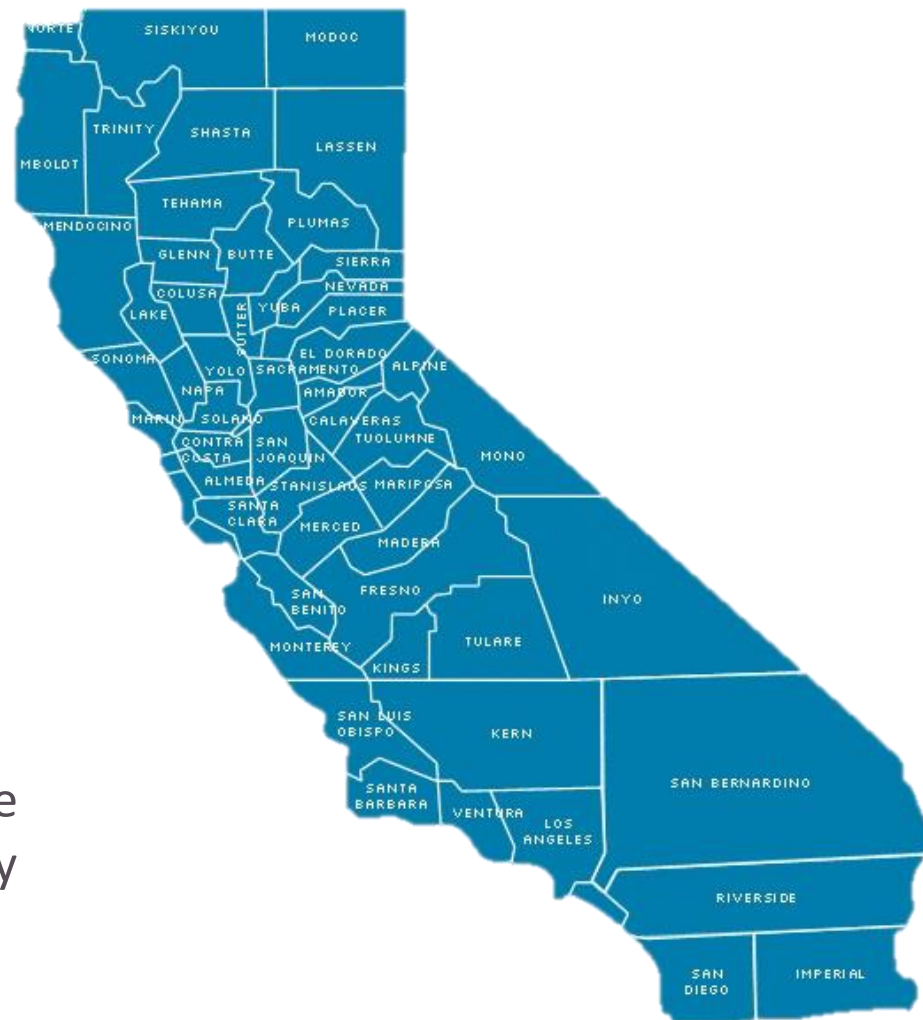 NORTE
SISKIYOU
MODOC
TRINITY
SHASTA
LASSEN
MBOLDT
TEHAMA
PLUMAS
MENDOCINO
GLENN
BUTTE
SIERRA
COLUSA
NEVADA
LAKE
SUTTER
YUBA
PLACER
SONOMA
YOLO
SACRAMENTO
EL DORADO
ALPINE
NAPA
AMADOR
MARIN
SOLANO
CALAVERAS
TUOLUMNE
CONTRA
COSTA
SAN
JOAQUIN
MONO
ALMEDA
STANISLAOS
MARIPOSA
SANTA
CLARA
MERCED
MADERA
FRESNO
SAN
BENITO
INYO
MONTEREY
TULARE
KINGS
SAN LUIS
OBISPO
KERN
SAN BERNARDINO
SANTA
BARBARA
VENTURA
LOS
ANGELES
e
y
RIVERSIDE
SAN
DIEGO
IMPERIAL